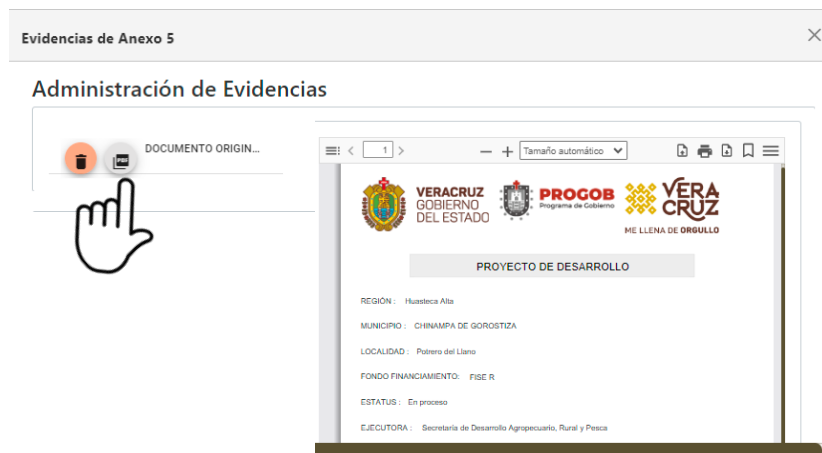 Evidencias de Anexo 5
Administración de Evidencias
DOCUMENTO ORIGIN...
PDF
1
Tamaño automático
VERACRUZ
GOBIERNO
DEL ESTADO
PROGOB
Programa de Gobierno
VERA
CRUZ
ME LLENA DE ORGULLO
PROYECTO DE DESARROLLO
REGIÓN : Huasteca Alta
MUNICIPIO : CHINAMPA DE GOROSTIZA
LOCALIDAD : Potrero del Llano
FONDO FINANCIAMIENTO: FISE R
ESTATUS : En proceso
EJECUTORA : Secretaría de Desarrollo Agropecuario, Rural y Pesca